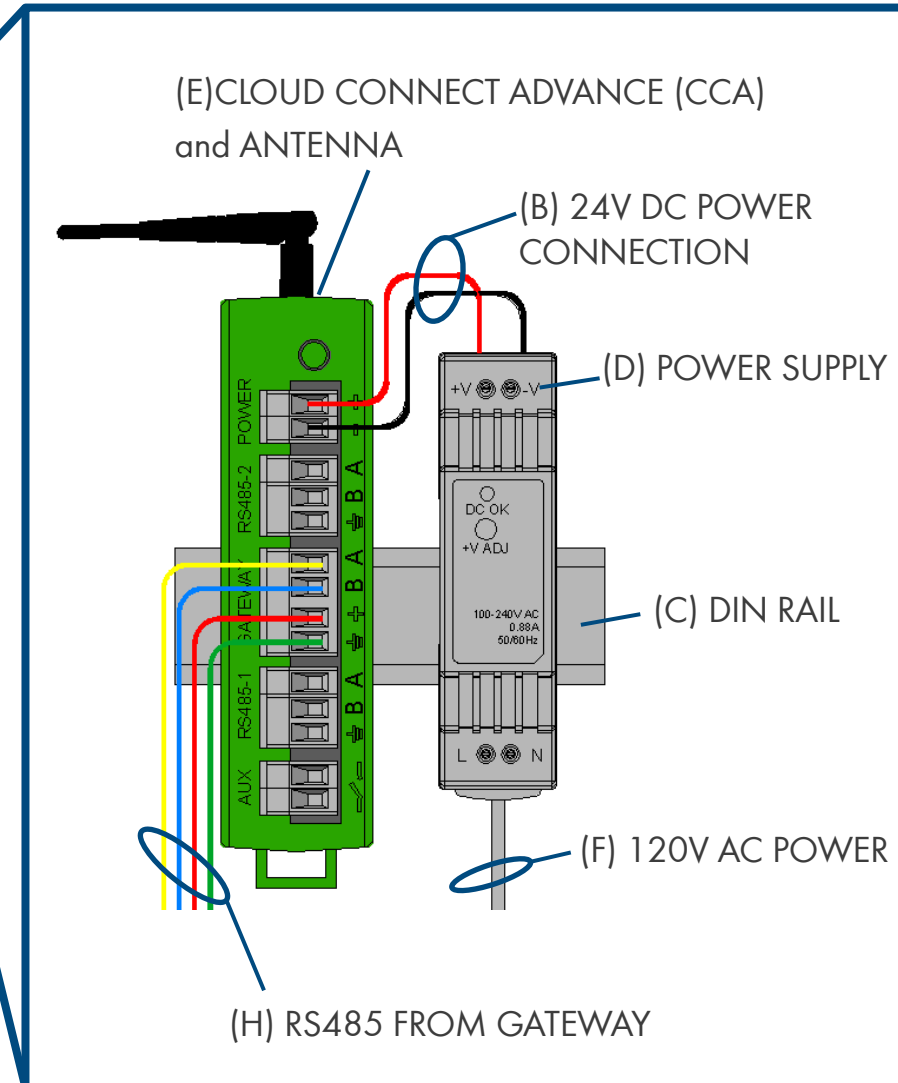 (E)CLOUD CONNECT ADVANCE (CCA)
and ANTENNA
(B) 24V DC POWER
CONNECTION
(D) POWER SUPPLY
+V -V
POWER
+
-
RS485-2
A
B
DC OK
+V ADJ
GATEWAY
A
B
+
100-240V AC
0.88A
50/60Hz
(C) DIN RAIL
RS485-1
A
B
L N
AUX
(F) 120V AC POWER
(H) RS485 FROM GATEWAY